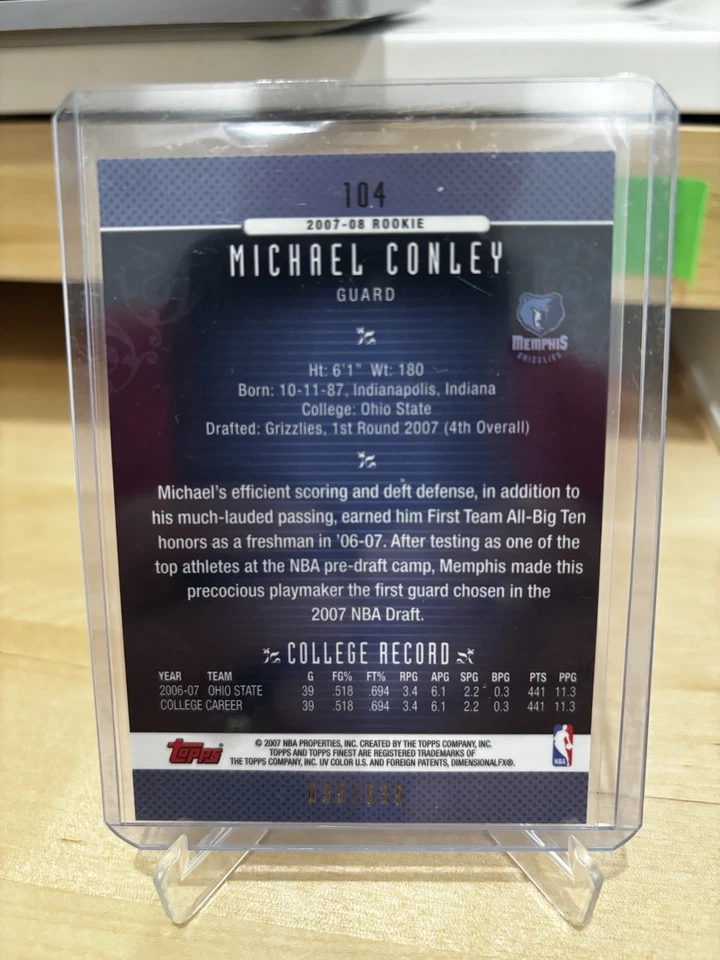 104
2007-08 ROOKIE
MICHAEL CONLEY
GUARD
MEMPHIS
GRIZZLIES
Ht: 6'1" Wt: 180
Born: 10-11-87, Indianapolis, Indiana
College: Ohio State
Drafted: Grizzlies, 1st Round 2007 (4th Overall)
Michael's efficient scoring and deft defense, in addition to
his much-lauded passing, earned him First Team All-Big Ten
honors as a freshman in '06-07. After testing as one of the
top athletes at the NBA pre-draft camp, Memphis made this
precocious playmaker the first guard chosen in the
2007 NBA Draft.
COLLEGE RECORD
YEAR TEAM G FG% FT% RPG APG SPG BPG PTS PPG
2006-07 OHIO STATE 39 .518 .694 3.4 6.1 2.2 0.3 441 11.3
COLLEGE CAREER 39 .518 .694 3.4 6.1 2.2 0.3 441 11.3
Topps
© 2007 NBA PROPERTIES, INC. CREATED BY THE TOPPS COMPANY, INC.
TOPPS AND TOPPS FINEST ARE REGISTERED TRADEMARKS OF
THE TOPPS COMPANY, INC. UV COLOR U.S. AND FOREIGN PATENTS, DIMENSIONALFX®.
NBA